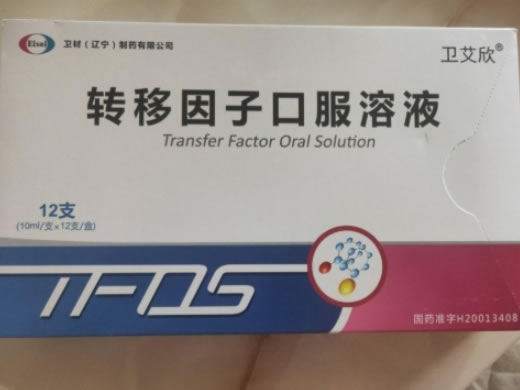 Eisai 卫材(辽宁)制药有限公司
卫艾欣®
转移因子口服溶液
Transfer Factor Oral Solution
12支
(10ml/支×12支/盒)
TFOS
国药准字H20013408